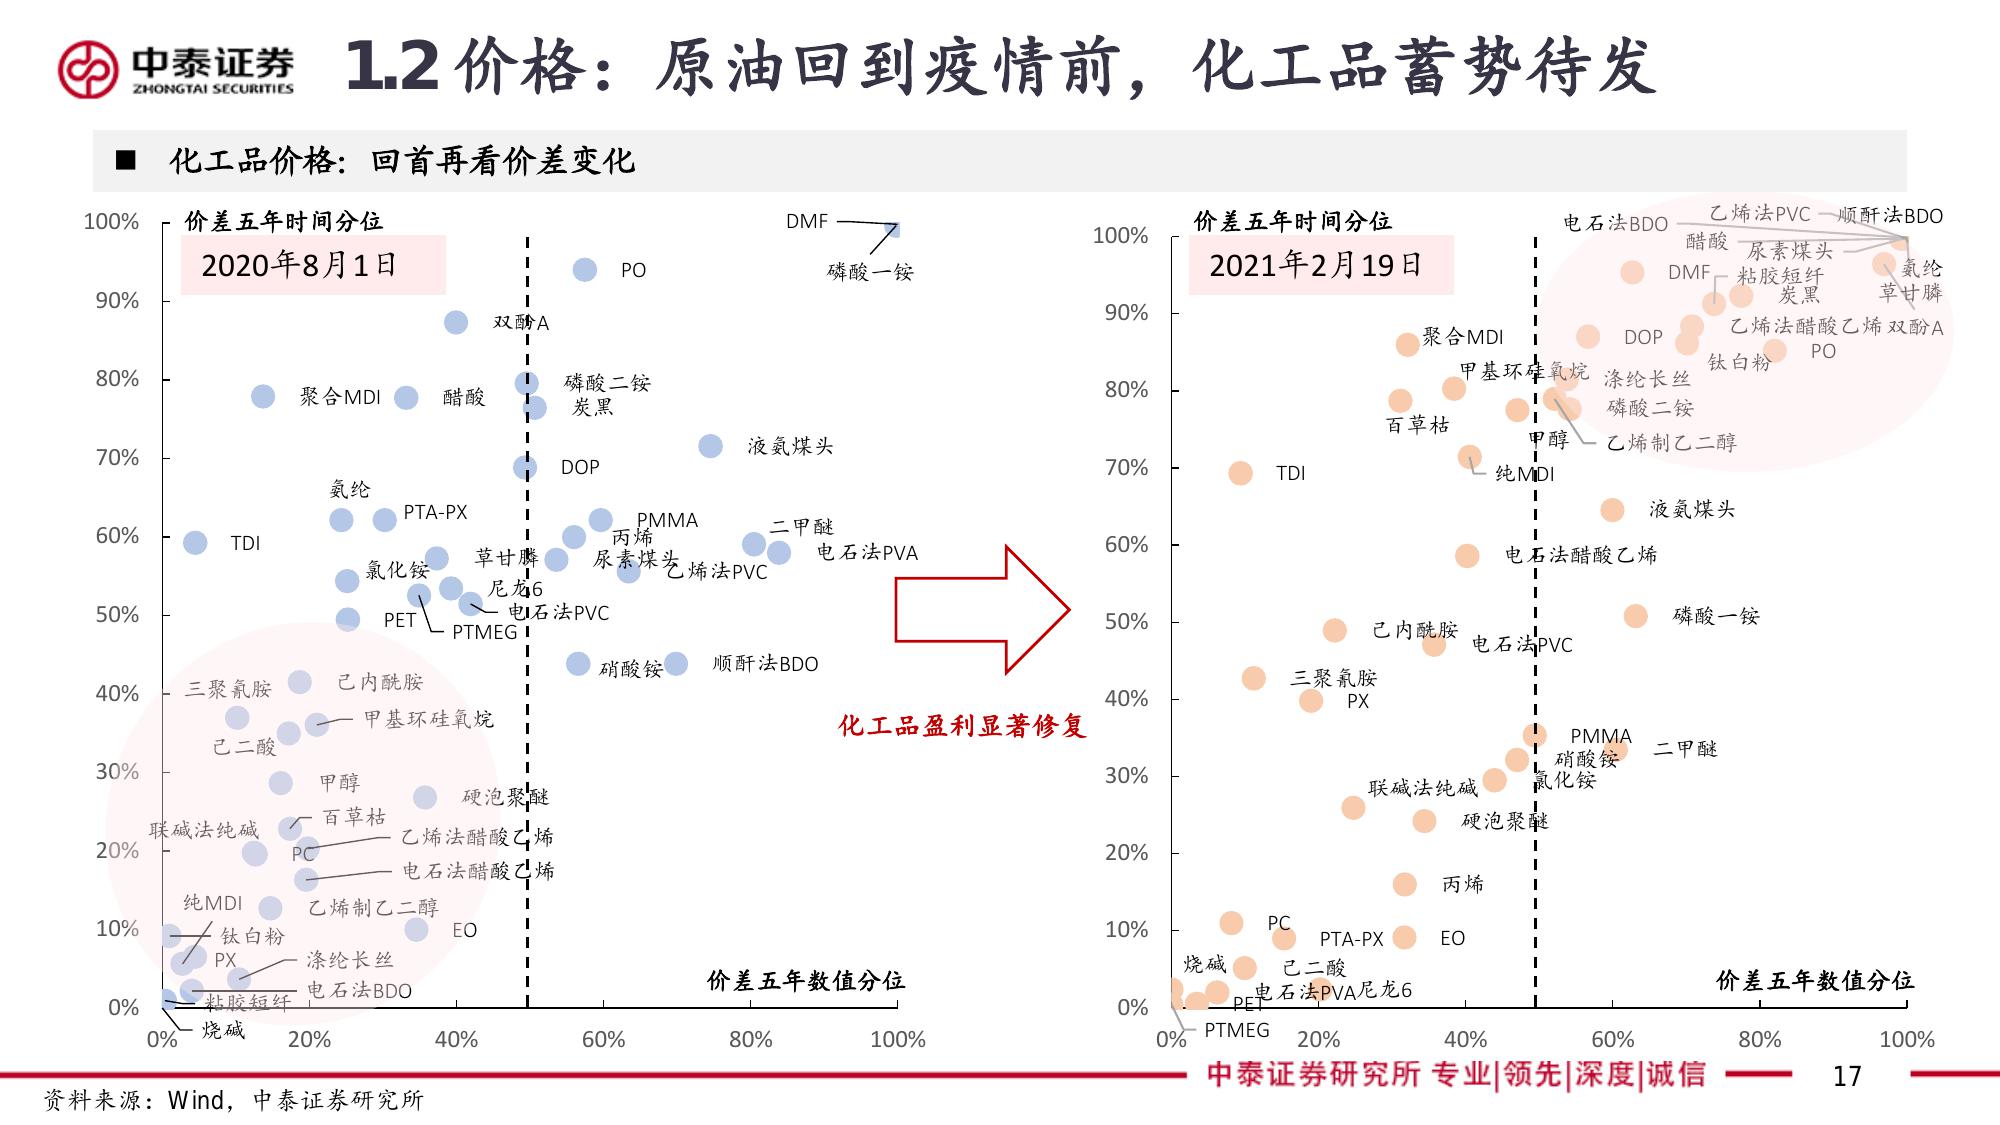 中泰证券
ZHONGTAI SECURITIES
1.2 价格：原油回到疫情前，化工品蓄势待发
■ 化工品价格：回首再看价差变化
价差五年时间分位
2020年8月1日
100%
90%
80%
70%
60%
50%
40%
30%
20%
10%
0%
DMF
磷酸一铵
PO
双酚A
聚合MDI
醋酸
磷酸二铵
炭黑
液氨煤头
DOP
氨纶
PTA-PX
TDI
PMMA
丙烯
二甲醚
电石法PVA
草甘膦
尿素煤头
乙烯法PVC
氯化铵
尼龙6
电石法PVC
PET
PTMEG
硝酸铵
顺酐法BDO
三聚氰胺
己内酰胺
甲基环硅氧烷
己二酸
甲醇
硬泡聚醚
百草枯
联碱法纯碱
乙烯法醋酸乙烯
PC
电石法醋酸乙烯
纯MDI
乙烯制乙二醇
钛白粉
EO
PX
涤纶长丝
电石法BDO
粘胶短纤
烧碱
价差五年数值分位
0%
20%
40%
60%
80%
100%
化工品盈利显著修复
价差五年时间分位
2021年2月19日
100%
90%
80%
70%
60%
50%
40%
30%
20%
10%
0%
电石法BDO
乙烯法PVC
顺酐法BDO
醋酸
尿素煤头
DMF
粘胶短纤
炭黑
氨纶
草甘膦
乙烯法醋酸乙烯
双酚A
DOP
钛白粉
PO
聚合MDI
甲基环硅氧烷
涤纶长丝
磷酸二铵
百草枯
甲醇
乙烯制乙二醇
TDI
纯MDI
液氨煤头
电石法醋酸乙烯
磷酸一铵
己内酰胺
电石法PVC
三聚氰胺
PX
PMMA
硝酸铵
二甲醚
氯化铵
联碱法纯碱
硬泡聚醚
丙烯
PC
PTA-PX
EO
烧碱
己二酸
电石法PVA
尼龙6
PET
PTMEG
价差五年数值分位
0%
20%
40%
60%
80%
100%
中泰证券研究所 专业|领先|深度|诚信
17
资料来源：Wind，中泰证券研究所